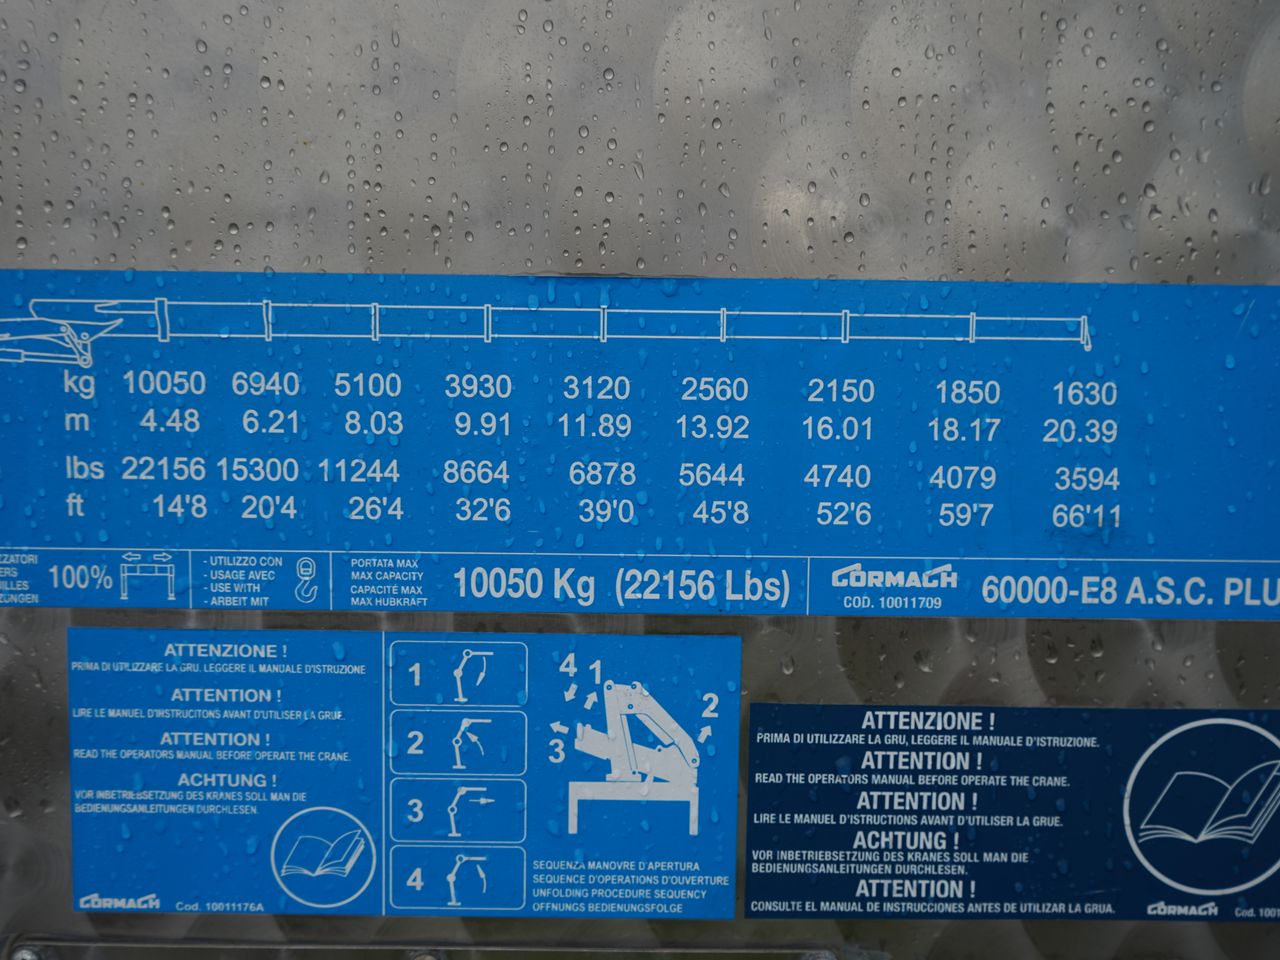 kg 10050 6940 5100 3930 3120 2560 2150 1850 1630
m 4.48 6.21 8.03 9.91 11.89 13.92 16.01 18.17 20.39
lbs 22156 15300 11244 8664 6878 5644 4740 4079 3594
ft 14'8 20'4 26'4 32'6 39'0 45'8 52'6 59'7 66'11
100%
- UTILIZZO CON
- USAGE AVEC
- USE WITH
- ARBEIT MIT
PORTATA MAX
MAX CAPACITY
CAPACITÉ MAX
MAX HUBKRAFT
10050 Kg (22156 Lbs)
CORMACH
COD. 10011709
60000-E8 A.S.C. PLU
ATTENZIONE !
PRIMA DI UTILIZZARE LA GRU, LEGGERE IL MANUALE D'ISTRUZIONE
ATTENTION !
LIRE LE MANUEL D'INSTRUCITONS AVANT D'UTILISER LA GRUE.
ATTENTION !
READ THE OPERATORS MANUAL BEFORE OPERATE THE CRANE.
ACHTUNG !
VOR INBETRIEBSETZUNG DES KRANES SOLL MAN DIE
BEDIENUNGSANLEITUNGEN DURCHLESEN.
CORMACH Cod. 10011176A
1
2
3
4
4 1
2
3
SEQUENZA MANOVRE D'APERTURA
SEQUENCE D'OPERATIONS D'OUVERTURE
UNFOLDING PROCEDURE SEQUENCY
OFFNUNGS BEDIENUNGSFOLGE
ATTENZIONE !
PRIMA DI UTILIZZARE LA GRU, LEGGERE IL MANUALE D'ISTRUZIONE.
ATTENTION !
READ THE OPERATORS MANUAL BEFORE OPERATE THE CRANE.
ATTENTION !
LIRE LE MANUEL D'ISTRUCTIONS AVANT D'UTILISER LA GRUE.
ACHTUNG !
VOR INBETRIEBSETZUNG DES KRANES SOLL MAN DIE
BEDIENUNGSANLEITUNGEN DURCHLESEN.
ATTENTION !
CONSULTE EL MANUAL DE INSTRUCCIONES ANTES DE UTILIZAR LA GRUA.
CORMACH Cod. 1001